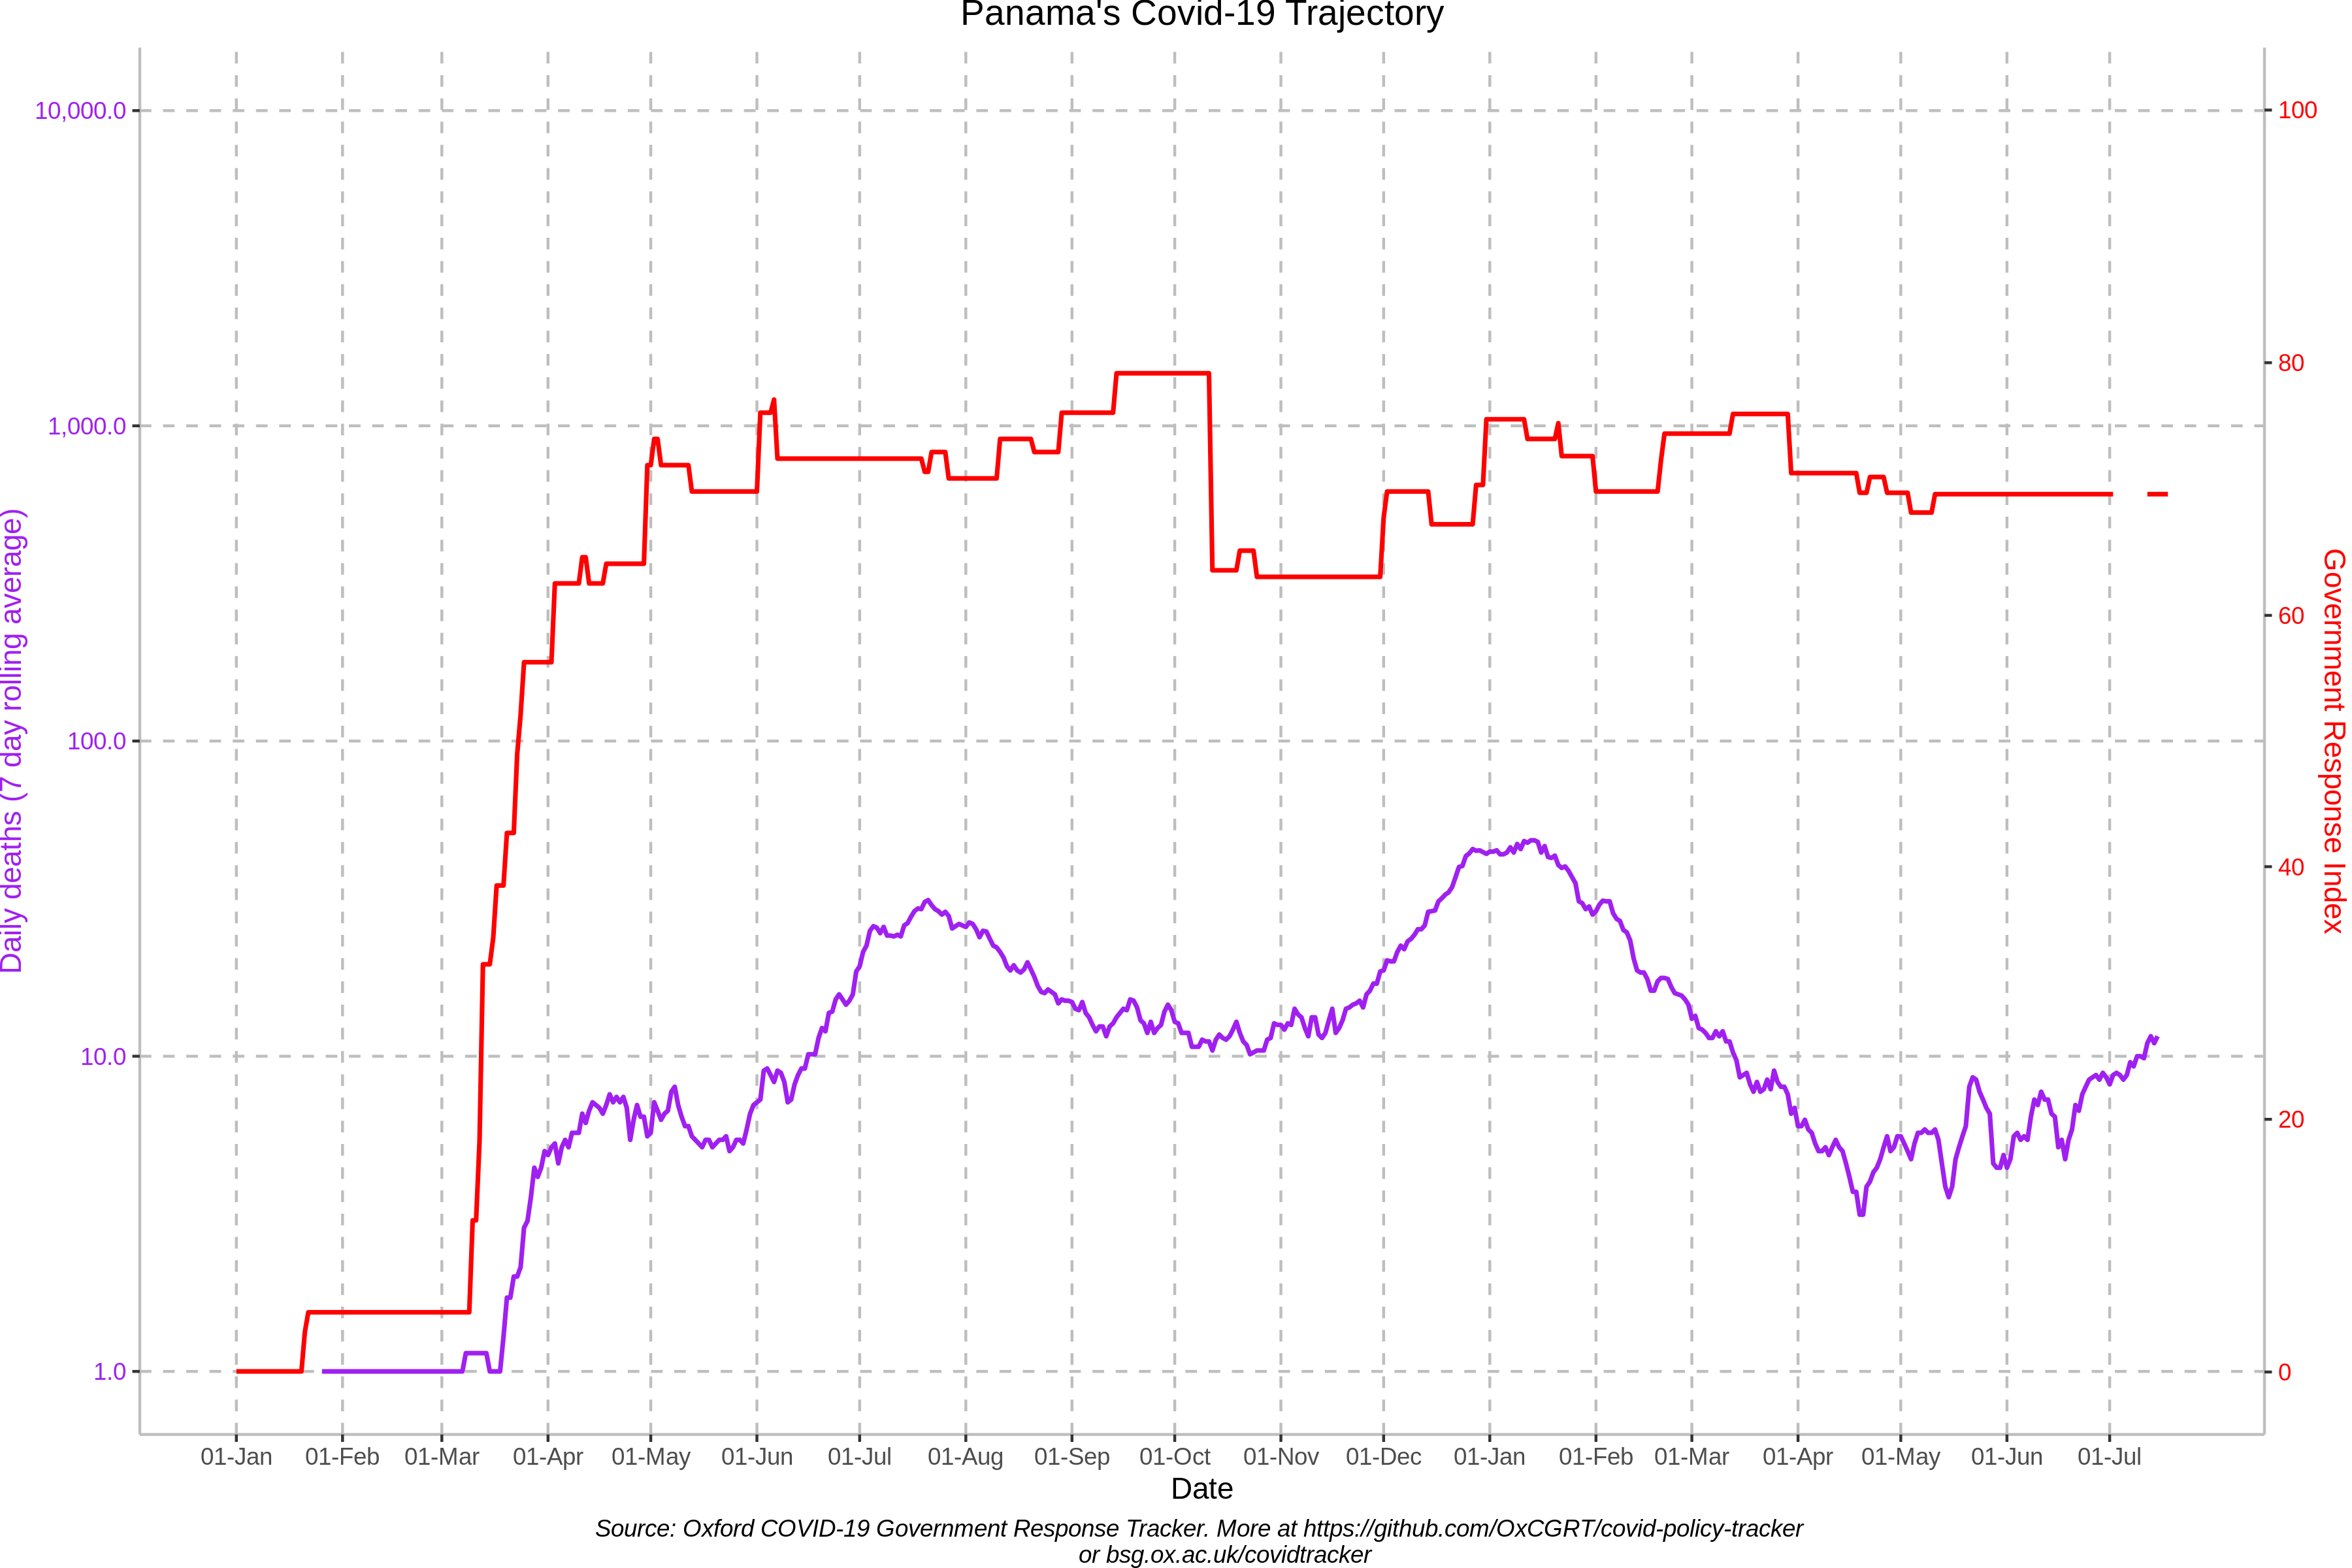 Panama's Covid-19 Trajectory
10,000.0
1,000.0
100.0
10.0
1.0
Daily deaths (7 day rolling average)
100
80
60
40
20
0
Government Response Index
01-Jan
01-Feb
01-Mar
01-Apr
01-May
01-Jun
01-Jul
01-Aug
01-Sep
01-Oct
01-Nov
01-Dec
01-Jan
01-Feb
01-Mar
01-Apr
01-May
01-Jun
01-Jul
Date
Source: Oxford COVID-19 Government Response Tracker. More at https://github.com/OxCGRT/covid-policy-tracker
or bsg.ox.ac.uk/covidtracker